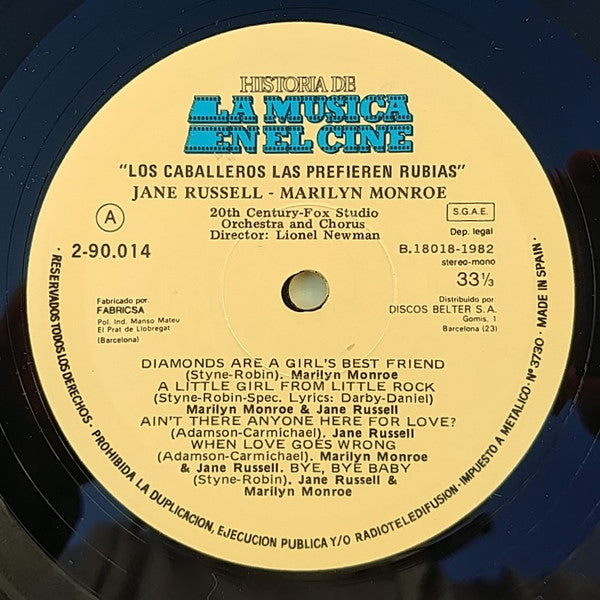 HISTORIA DE
LA MUSICA
EN EL CINE
"LOS CABALLEROS LAS PREFIEREN RUBIAS"
JANE RUSSELL - MARILYN MONROE
A
20th Century-Fox Studio
Orchestra and Chorus
Director: Lionel Newman
S.G.A.E.
Dep. legal
2-90.014
B.18018-1982
stereo-mono
33⅓
Fabricado por:
FABRICSA
Pol. Ind. Manso Mateu
El Prat de Llobregat
(Barcelona)
Distribuido por
DISCOS BELTER S.A.
Gomis, 1
Barcelona (23)
DIAMONDS ARE A GIRL'S BEST FRIEND
(Styne-Robin). Marilyn Monroe
A LITTLE GIRL FROM LITTLE ROCK
(Styne-Robin-Spec. Lyrics: Darby-Daniel)
Marilyn Monroe & Jane Russell
AIN'T THERE ANYONE HERE FOR LOVE?
(Adamson-Carmichael). Jane Russell
WHEN LOVE GOES WRONG
(Adamson-Carmichael). Marilyn Monroe
& Jane Russell. BYE, BYE BABY
(Styne-Robin). Jane Russell &
Marilyn Monroe
· RESERVADOS TODOS LOS DERECHOS · PROHIBIDA LA DUPLICACION, EJECUCION PUBLICA Y/O RADIOTELEDIFUSION · IMPUESTO A METALICO · Nº 3730 · MADE IN SPAIN ·